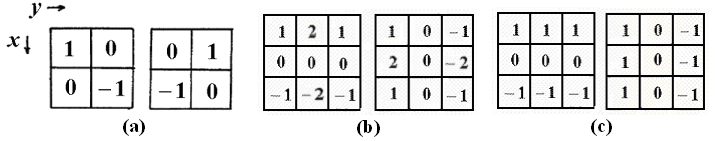 y →
x ↓
1 0 0 1 1 2 1 1 0 -1 1 1 1 1 0 -1
0 0 0 2 0 -2 0 0 0 1 0 -1
0 -1 -1 0 -1 -2 -1 1 0 -1 -1 -1 -1 1 0 -1
(a) (b) (c)